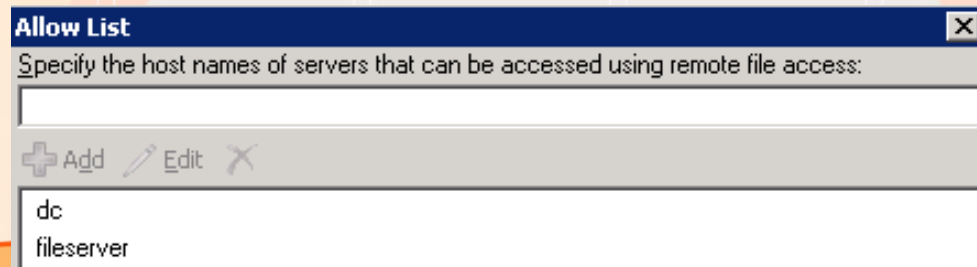 Allow List
Specify the host names of servers that can be accessed using remote file access:
Add Edit
dc
fileserver